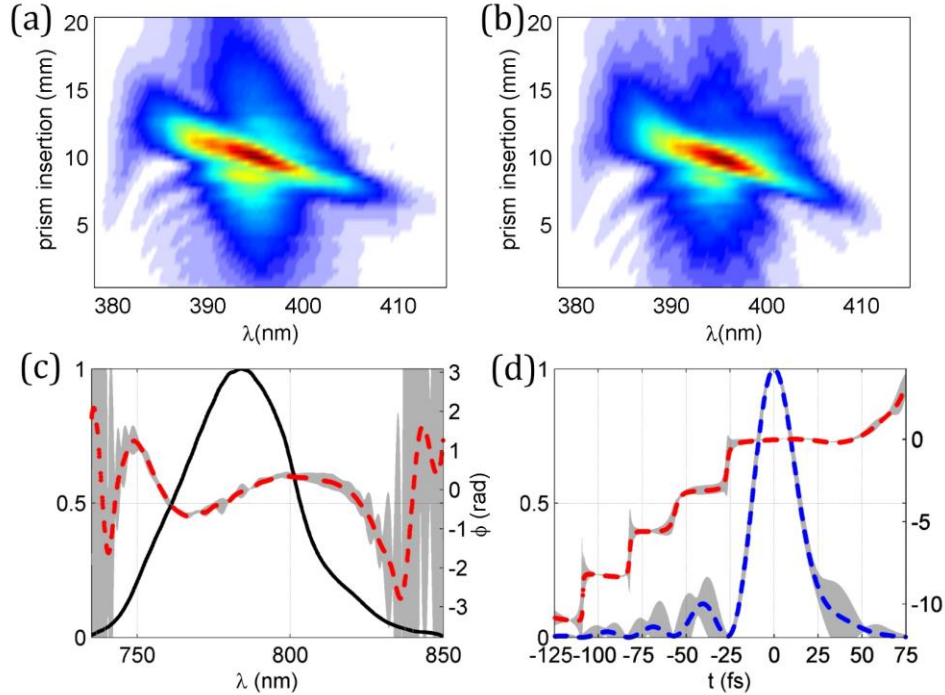 (a)
(b)
20
15
10
5
prism insertion (mm)
380 390 400 410
λ(nm)
20
15
10
5
prism insertion (mm)
380 390 400 410
λ(nm)
(c)
1
0.5
0
3
2
1
0
-1
-2
-3
ϕ (rad)
750 800 850
λ (nm)
(d)
1
0.5
0
0
-5
-10
-125 -100 -75 -50 -25 0 25 50 75
t (fs)